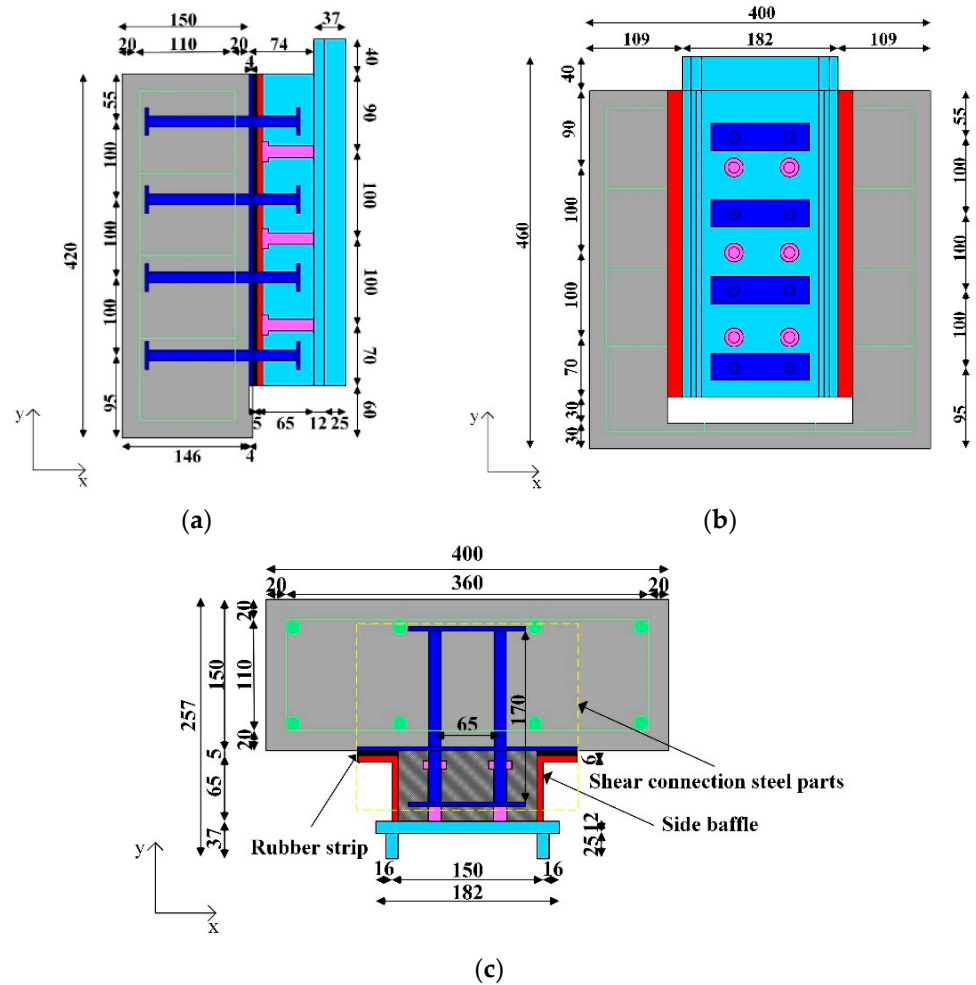 150
37
20 110 20 74
4
40
55
90
100
100
100
100
100
420
95
70
60
5 65 12 25
146
4
y
x
(a)
400
109 182 109
40
90
55
100
100
100
460
100
100
70
30
30
95
y
x
(b)
400
20 360 20
20
110
20
150
257
5
65
37
65
170
6
Shear connection steel parts
Side baffle
Rubber strip
12
25
16 150 16
182
y
x
(c)